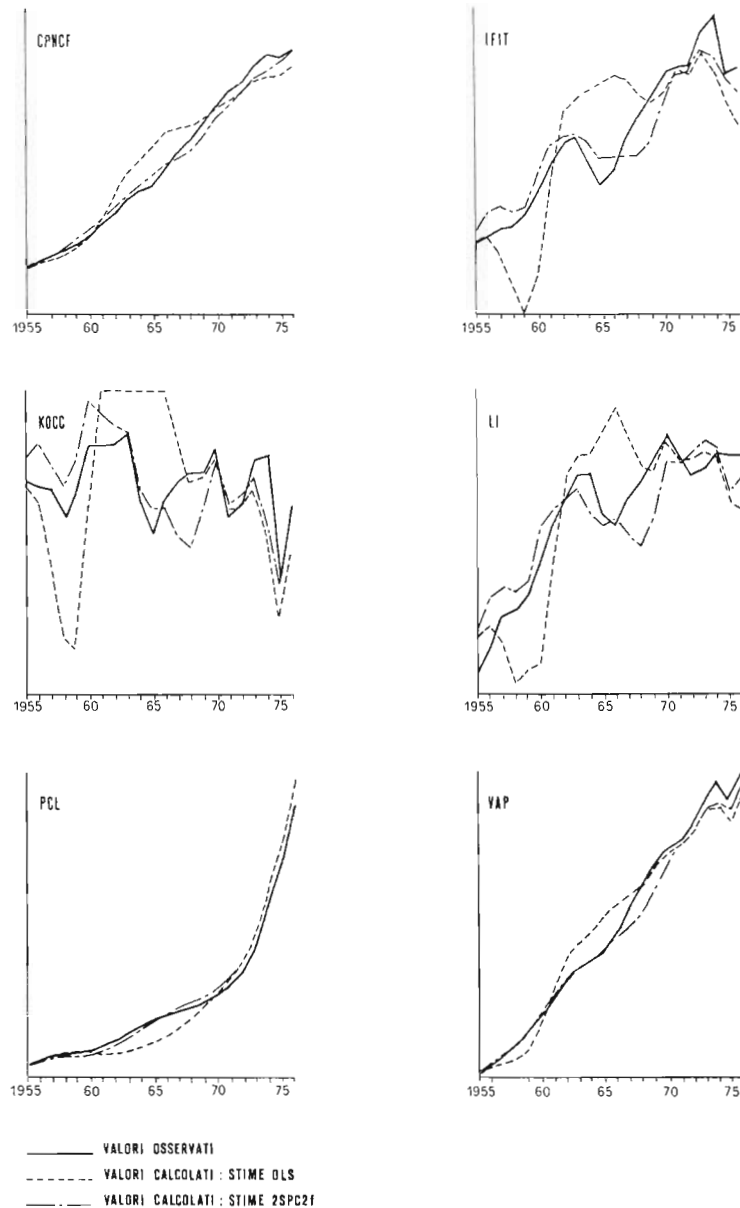 CPNCF
1955 60 65 70 75
IFIT
1955 60 65 70 75
KOCC
1955 60 65 70 75
LI
1955 60 65 70 75
PCL
1955 60 65 70 75
VAP
1955 60 65 70 75
VALORI OSSERVATI
VALORI CALCOLATI : STIME OLS
VALORI CALCOLATI : STIME 2SPC2f